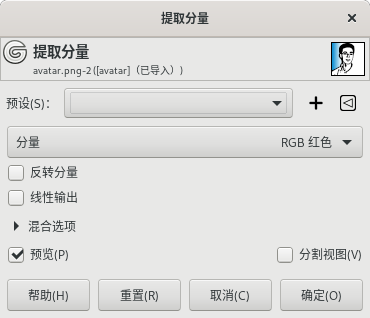 提取分量
提取分量
avatar.png-2 ([avatar]（已导入）)
预设(S)：
分量 RGB 红色
反转分量
线性输出
混合选项
预览(P) 分割视图(V)
帮助(H) 重置(R) 取消(C) 确定(O)